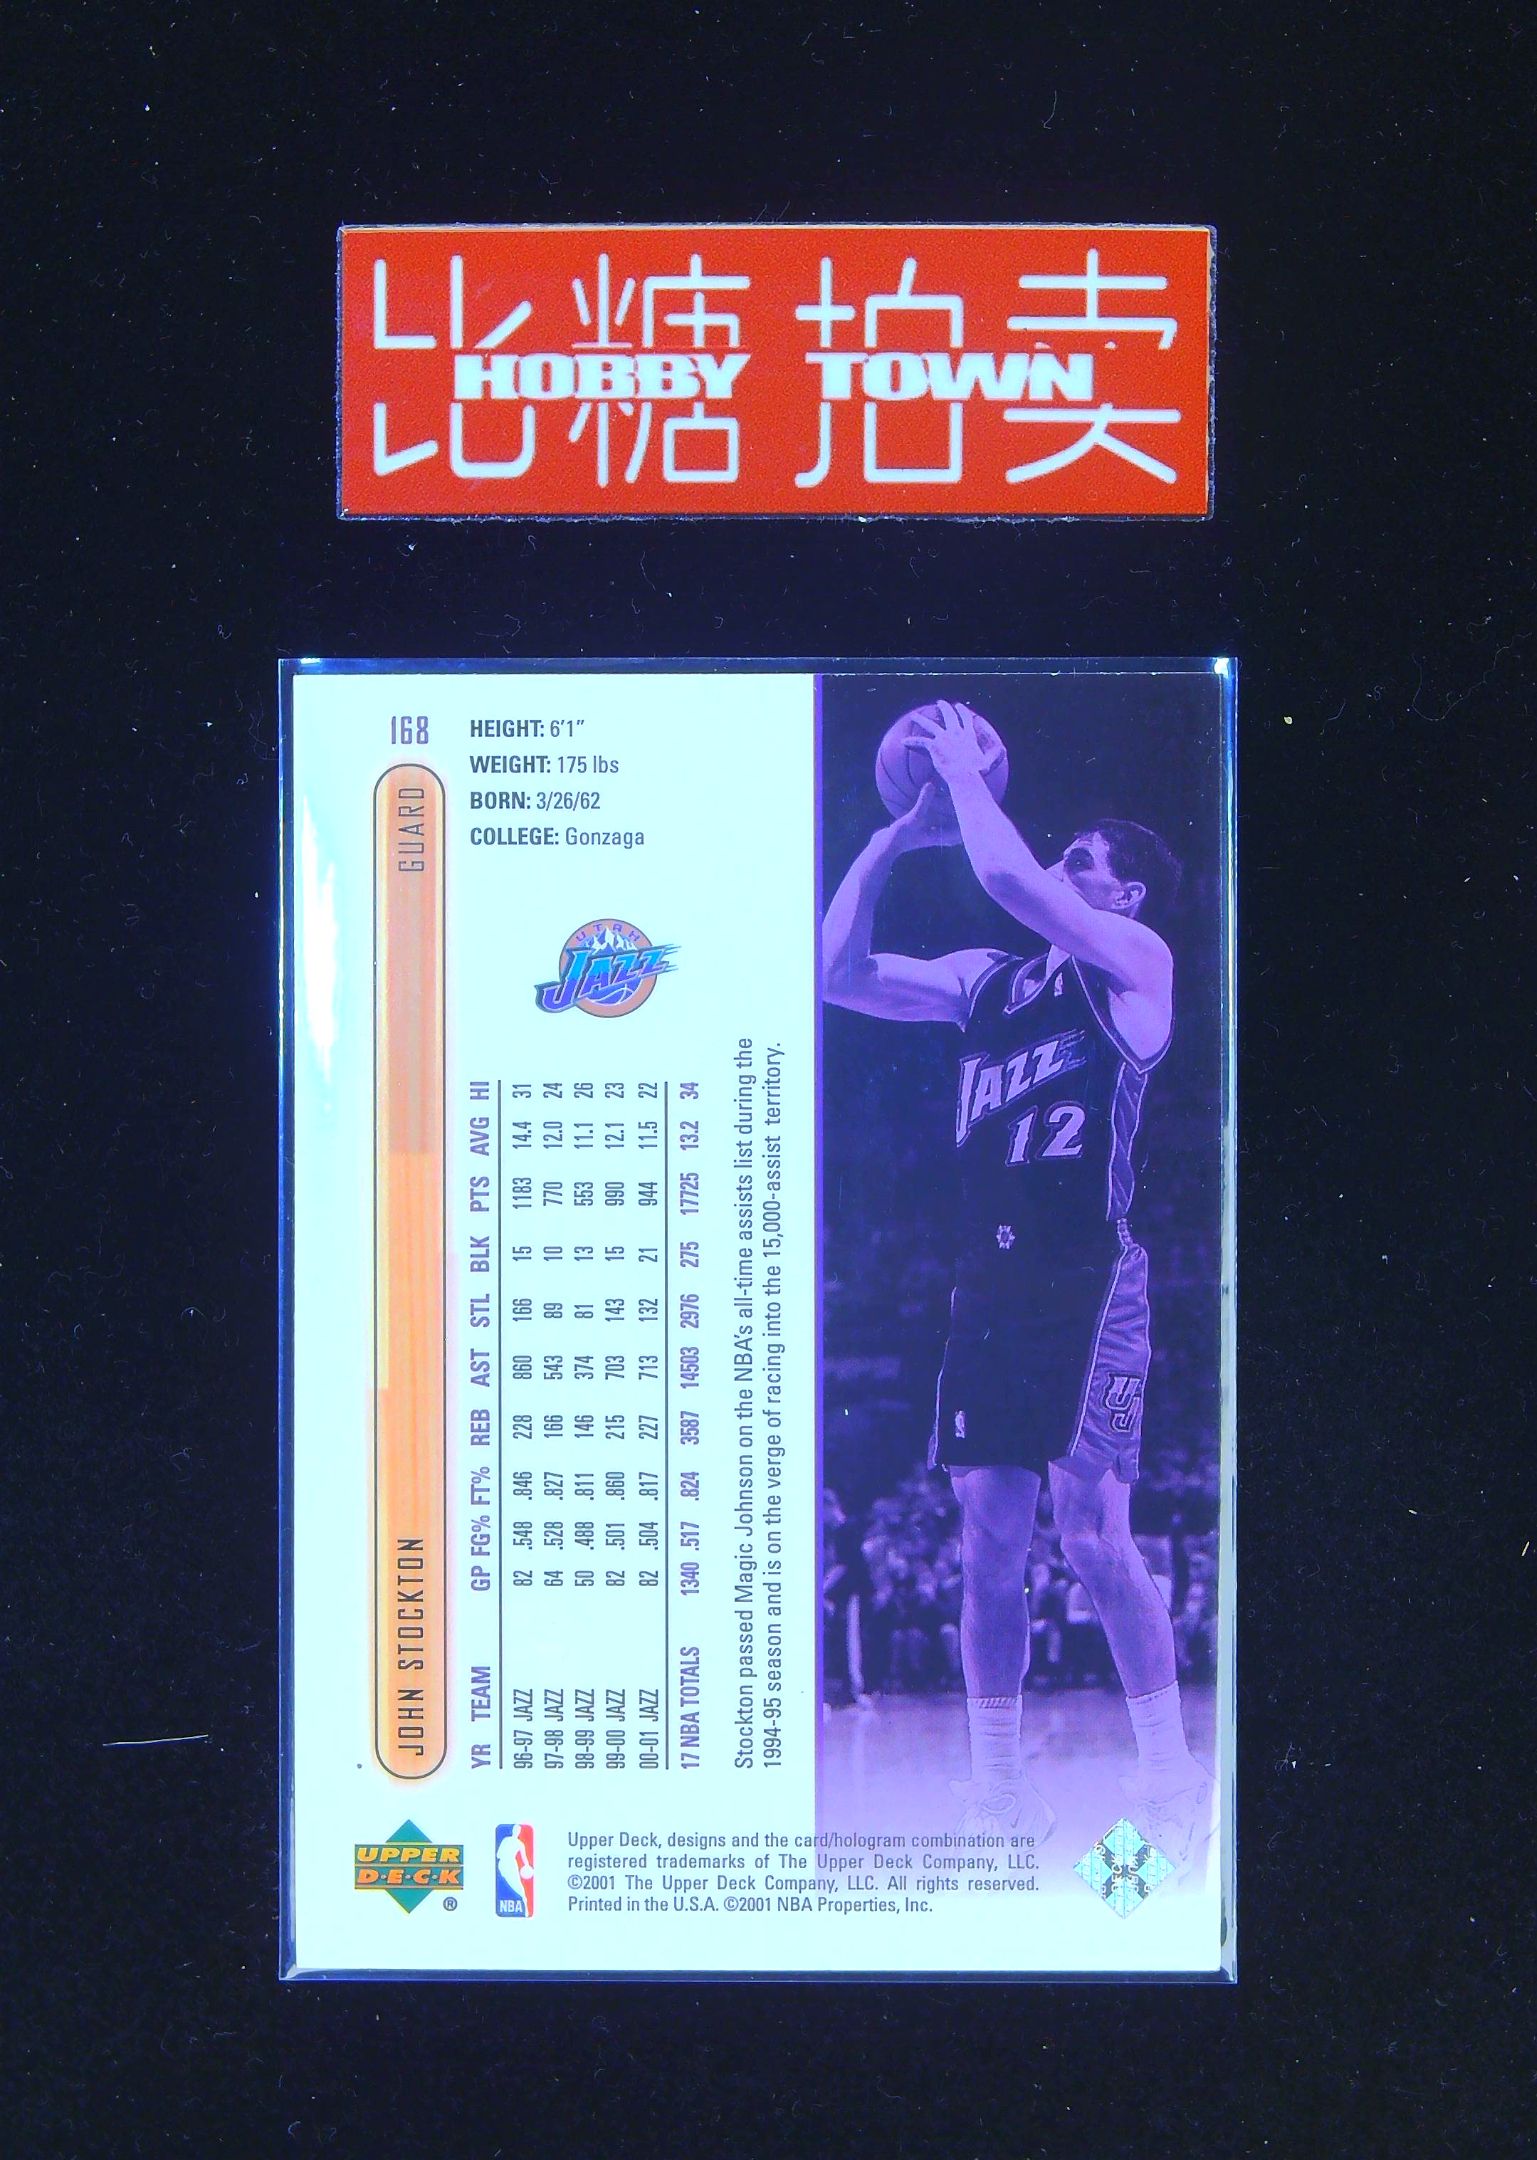 比糖拍卖
HOBBY TOWN
168
HEIGHT: 6'1"
WEIGHT: 175 lbs
BORN: 3/26/62
COLLEGE: Gonzaga
JOHN STOCKTON GUARD
UTAH
JAZZ
YR TEAM GP FG% FT% REB AST STL BLK PTS AVG HI
96-97 JAZZ 82 .548 .846 228 860 166 15 1183 14.4 31
97-98 JAZZ 64 .528 .827 166 543 89 10 770 12.0 24
98-99 JAZZ 50 .488 .811 146 374 81 13 553 11.1 26
99-00 JAZZ 82 .501 .860 215 703 143 15 990 12.1 23
00-01 JAZZ 82 .504 .817 227 713 132 21 944 11.5 22
17 NBA TOTALS 1340 .517 .824 3587 14503 2976 275 17725 13.2 34
Stockton passed Magic Johnson on the NBA's all-time assists list during the
1994-95 season and is on the verge of racing into the 15,000-assist territory.
JAZZ
12
UJ
UPPER
D·E·C·K
®
NBA
Upper Deck, designs and the card/hologram combination are
registered trademarks of The Upper Deck Company, LLC.
©2001 The Upper Deck Company, LLC. All rights reserved.
Printed in the U.S.A. ©2001 NBA Properties, Inc.